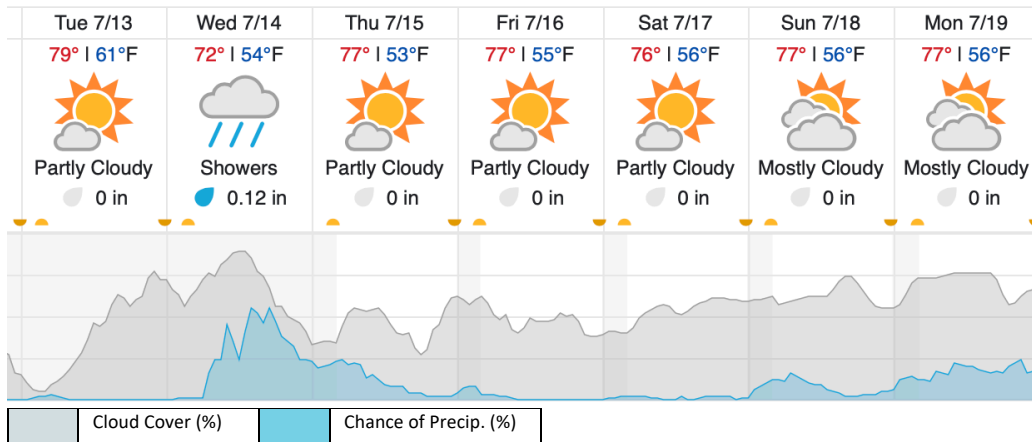 Tue 7/13 Wed 7/14 Thu 7/15 Fri 7/16 Sat 7/17 Sun 7/18 Mon 7/19
79° | 61°F 72° | 54°F 77° | 53°F 77° | 55°F 76° | 56°F 77° | 56°F 77° | 56°F
Partly Cloudy Showers Partly Cloudy Partly Cloudy Partly Cloudy Mostly Cloudy Mostly Cloudy
0 in 0.12 in 0 in 0 in 0 in 0 in 0 in
Cloud Cover (%) Chance of Precip. (%)